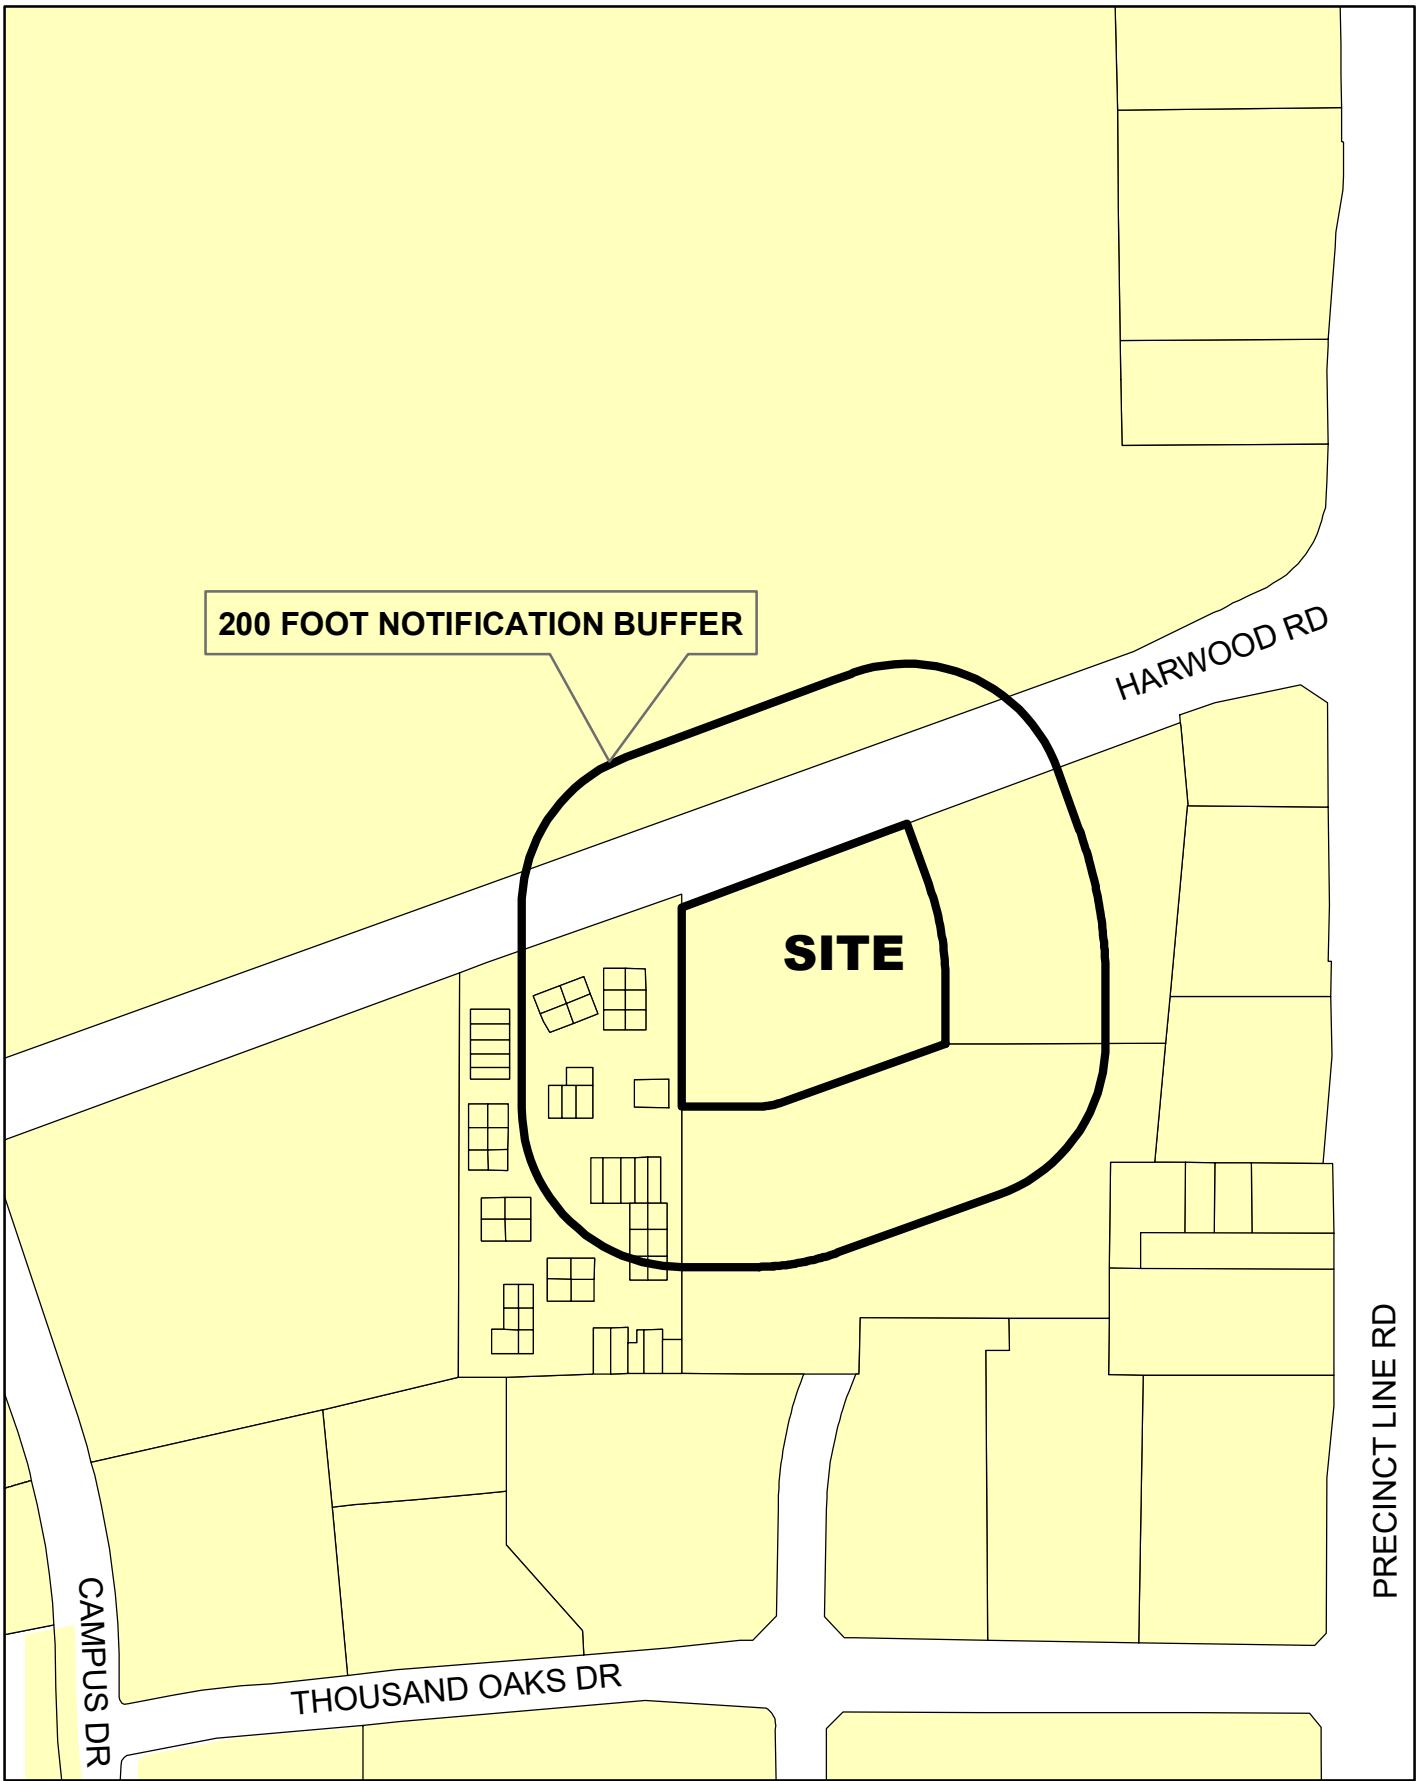 200 FOOT NOTIFICATION BUFFER
HARWOOD RD
SITE
PRECINCT LINE RD
CAMPUS DR
THOUSAND OAKS DR